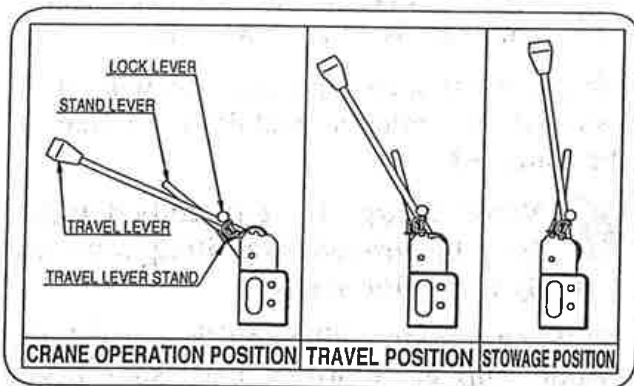 LOCK LEVER
STAND LEVER
TRAVEL LEVER
TRAVEL LEVER STAND
CRANE OPERATION POSITION
TRAVEL POSITION
STOWAGE POSITION